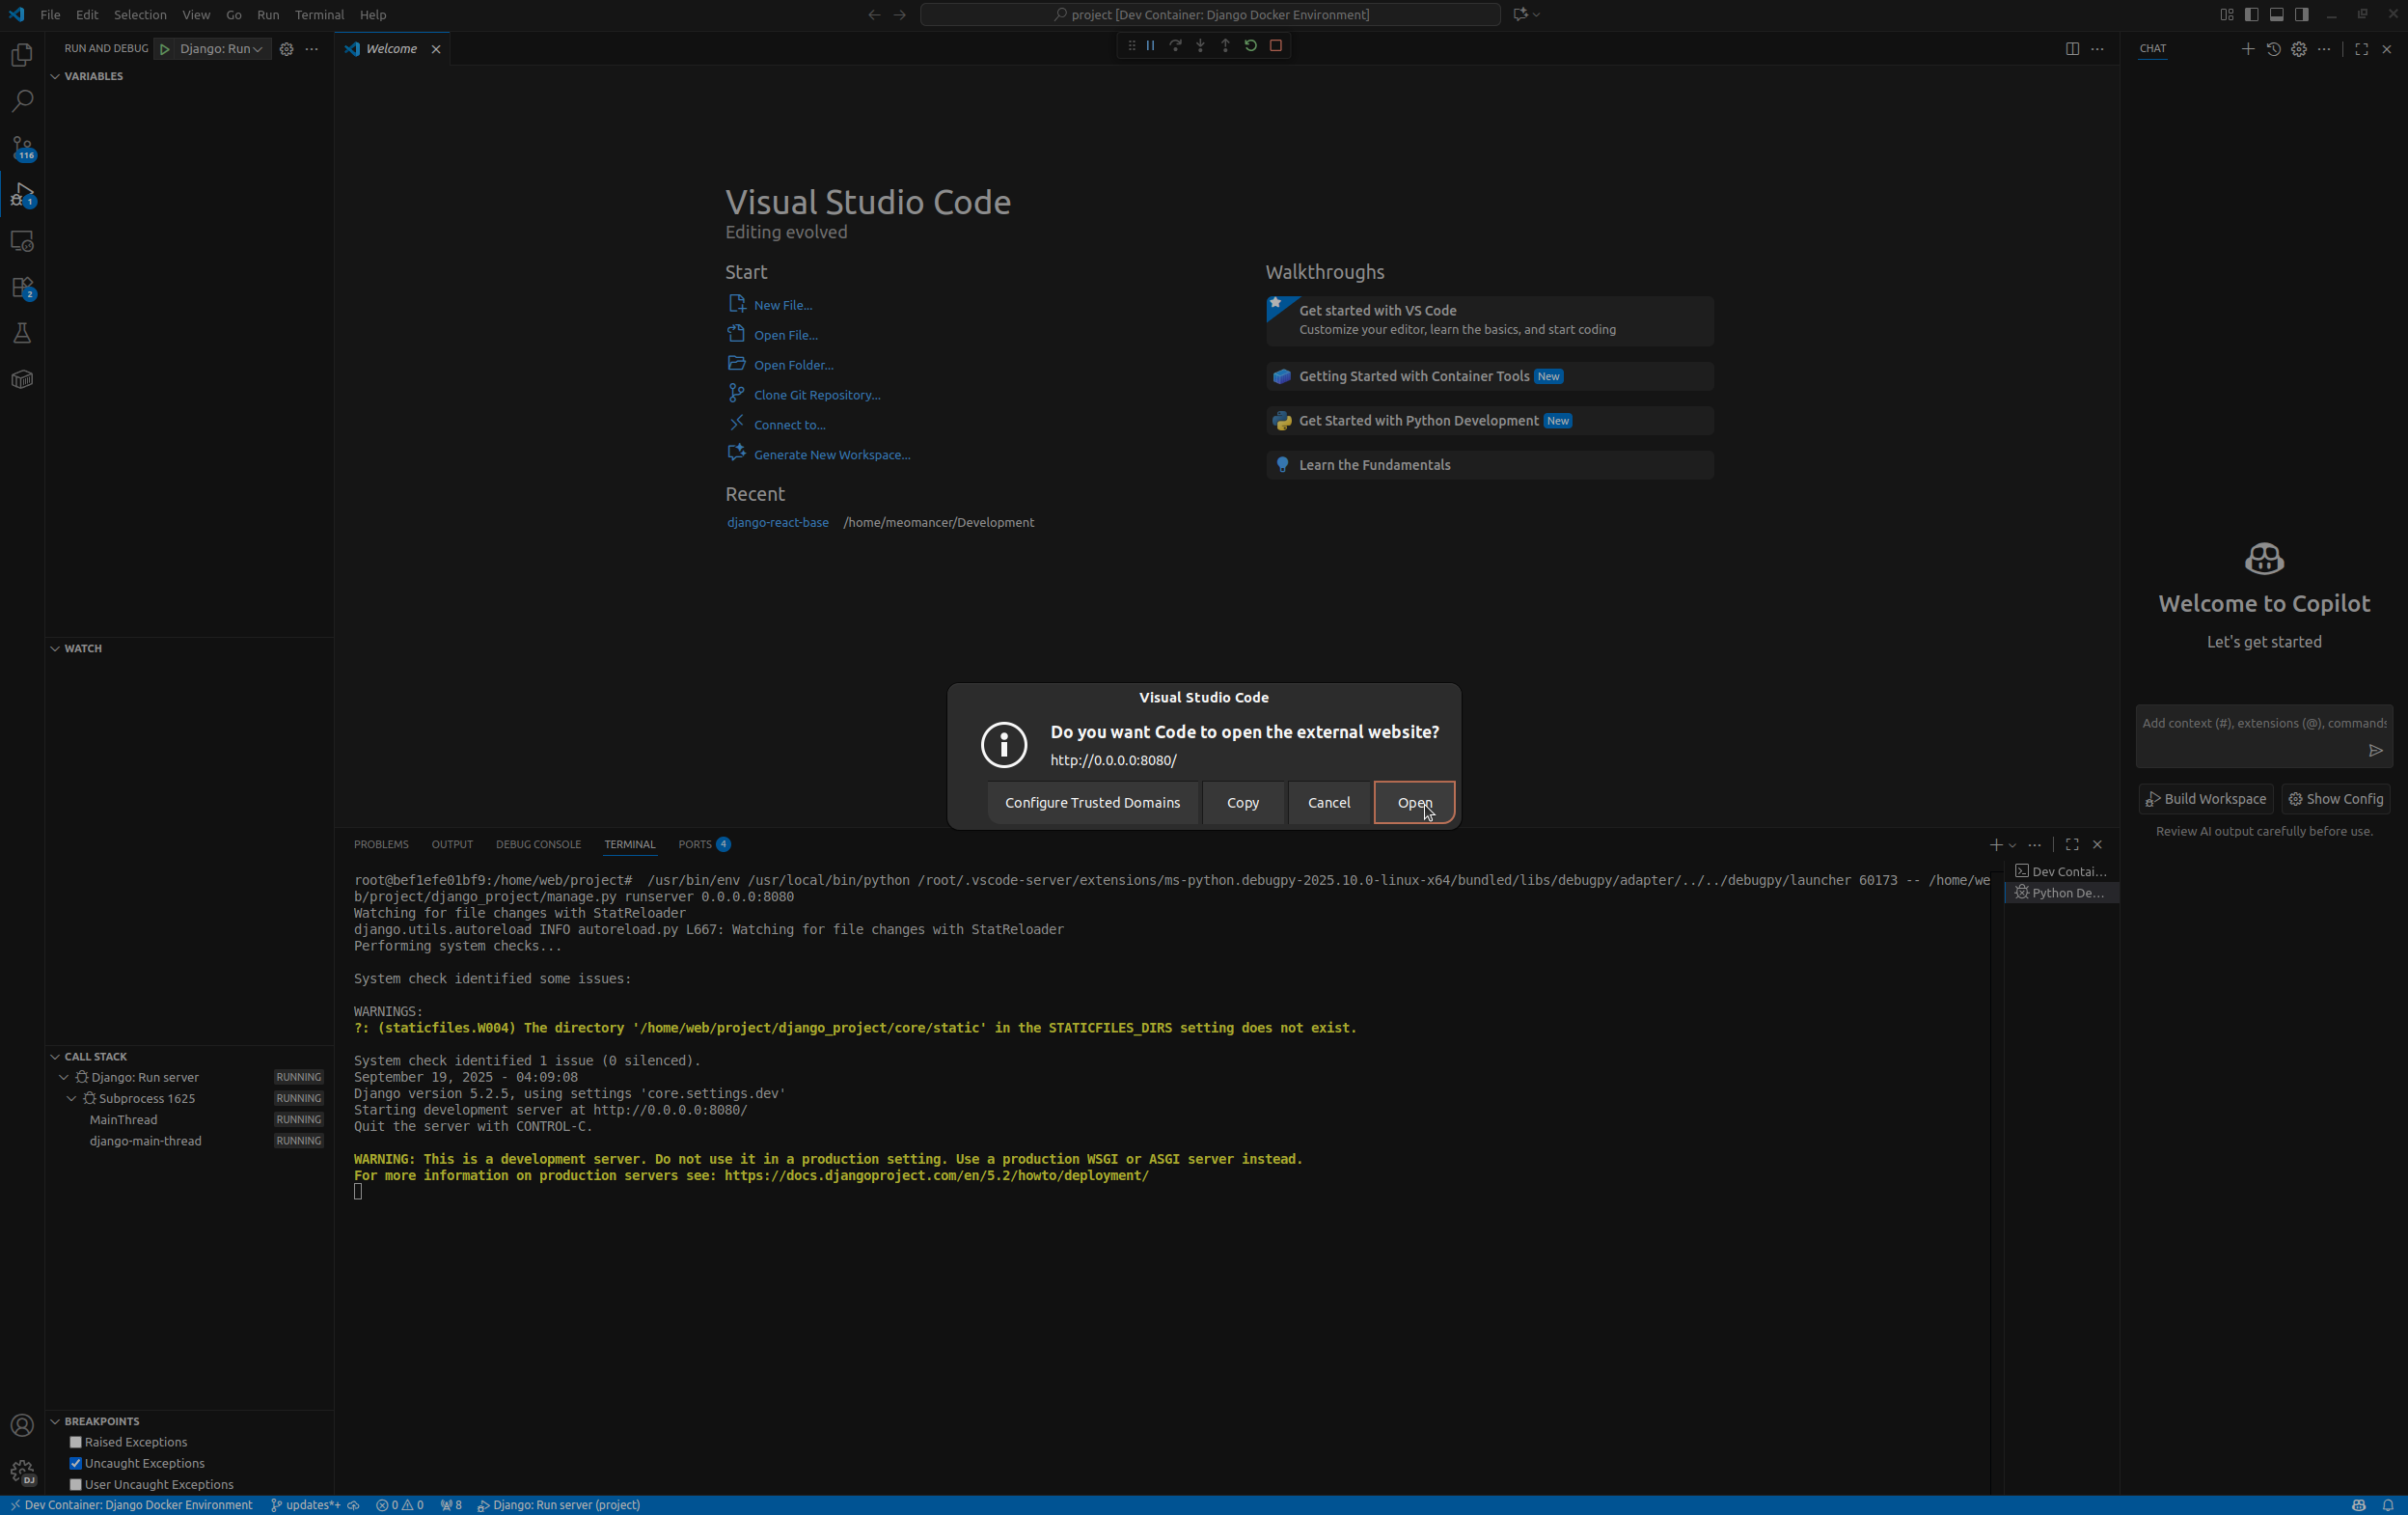 File Edit Selection View Go Run Terminal Help
project [Dev Container: Django Docker Environment]
RUN AND DEBUG Django: Run
VARIABLES
116
1
2
WATCH
CALL STACK
Django: Run server RUNNING
Subprocess 1625 RUNNING
MainThread RUNNING
django-main-thread RUNNING
BREAKPOINTS
Raised Exceptions
Uncaught Exceptions
User Uncaught Exceptions
DJ
Welcome
Visual Studio Code
Editing evolved
Start
New File...
Open File...
Open Folder...
Clone Git Repository...
Connect to...
Generate New Workspace...
Recent
django-react-base /home/meomancer/Development
Walkthroughs
Get started with VS Code
Customize your editor, learn the basics, and start coding
Getting Started with Container Tools New
Get Started with Python Development New
Learn the Fundamentals
Visual Studio Code
Do you want Code to open the external website?
http://0.0.0.0:8080/
Configure Trusted Domains Copy Cancel Open
PROBLEMS OUTPUT DEBUG CONSOLE TERMINAL PORTS 4
root@bef1efe01bf9:/home/web/project# /usr/bin/env /usr/local/bin/python /root/.vscode-server/extensions/ms-python.debugpy-2025.10.0-linux-x64/bundled/libs/debugpy/adapter/../../debugpy/launcher 60173 -- /home/we
b/project/django_project/manage.py runserver 0.0.0.0:8080
Watching for file changes with StatReloader
django.utils.autoreload INFO autoreload.py L667: Watching for file changes with StatReloader
Performing system checks...
System check identified some issues:
WARNINGS:
?: (staticfiles.W004) The directory '/home/web/project/django_project/core/static' in the STATICFILES_DIRS setting does not exist.
System check identified 1 issue (0 silenced).
September 19, 2025 - 04:09:08
Django version 5.2.5, using settings 'core.settings.dev'
Starting development server at http://0.0.0.0:8080/
Quit the server with CONTROL-C.
WARNING: This is a development server. Do not use it in a production setting. Use a production WSGI or ASGI server instead.
For more information on production servers see: https://docs.djangoproject.com/en/5.2/howto/deployment/
Dev Contai...
Python De...
CHAT
Welcome to Copilot
Let's get started
Add context (#), extensions (@), commands
Build Workspace Show Config
Review AI output carefully before use.
Dev Container: Django Docker Environment updates*+ 0 0 8 Django: Run server (project)